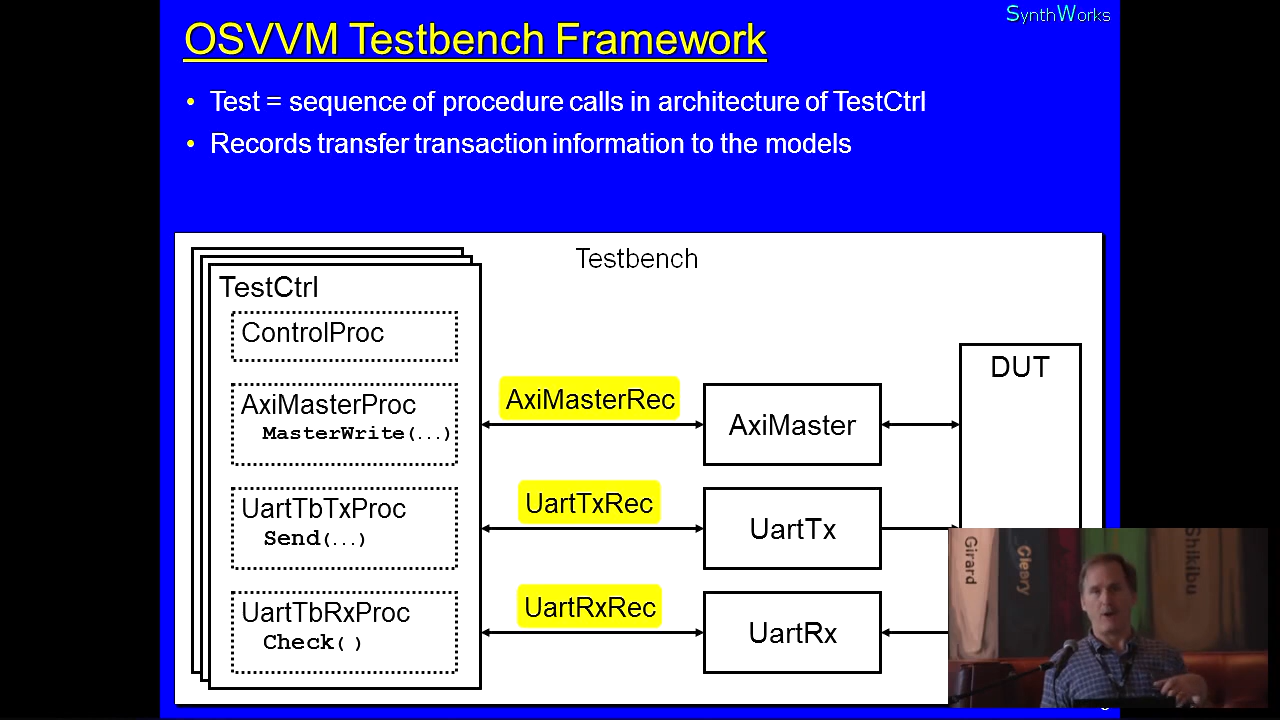 SynthWorks
OSVVM Testbench Framework
• Test = sequence of procedure calls in architecture of TestCtrl
• Records transfer transaction information to the models
Testbench
TestCtrl
ControlProc
AxiMasterProc
MasterWrite(...)
UartTbTxProc
Send(...)
UartTbRxProc
Check( )
AxiMasterRec
UartTxRec
UartRxRec
AxiMaster
UartTx
UartRx
DUT
Girard
Cleary
Shikibu